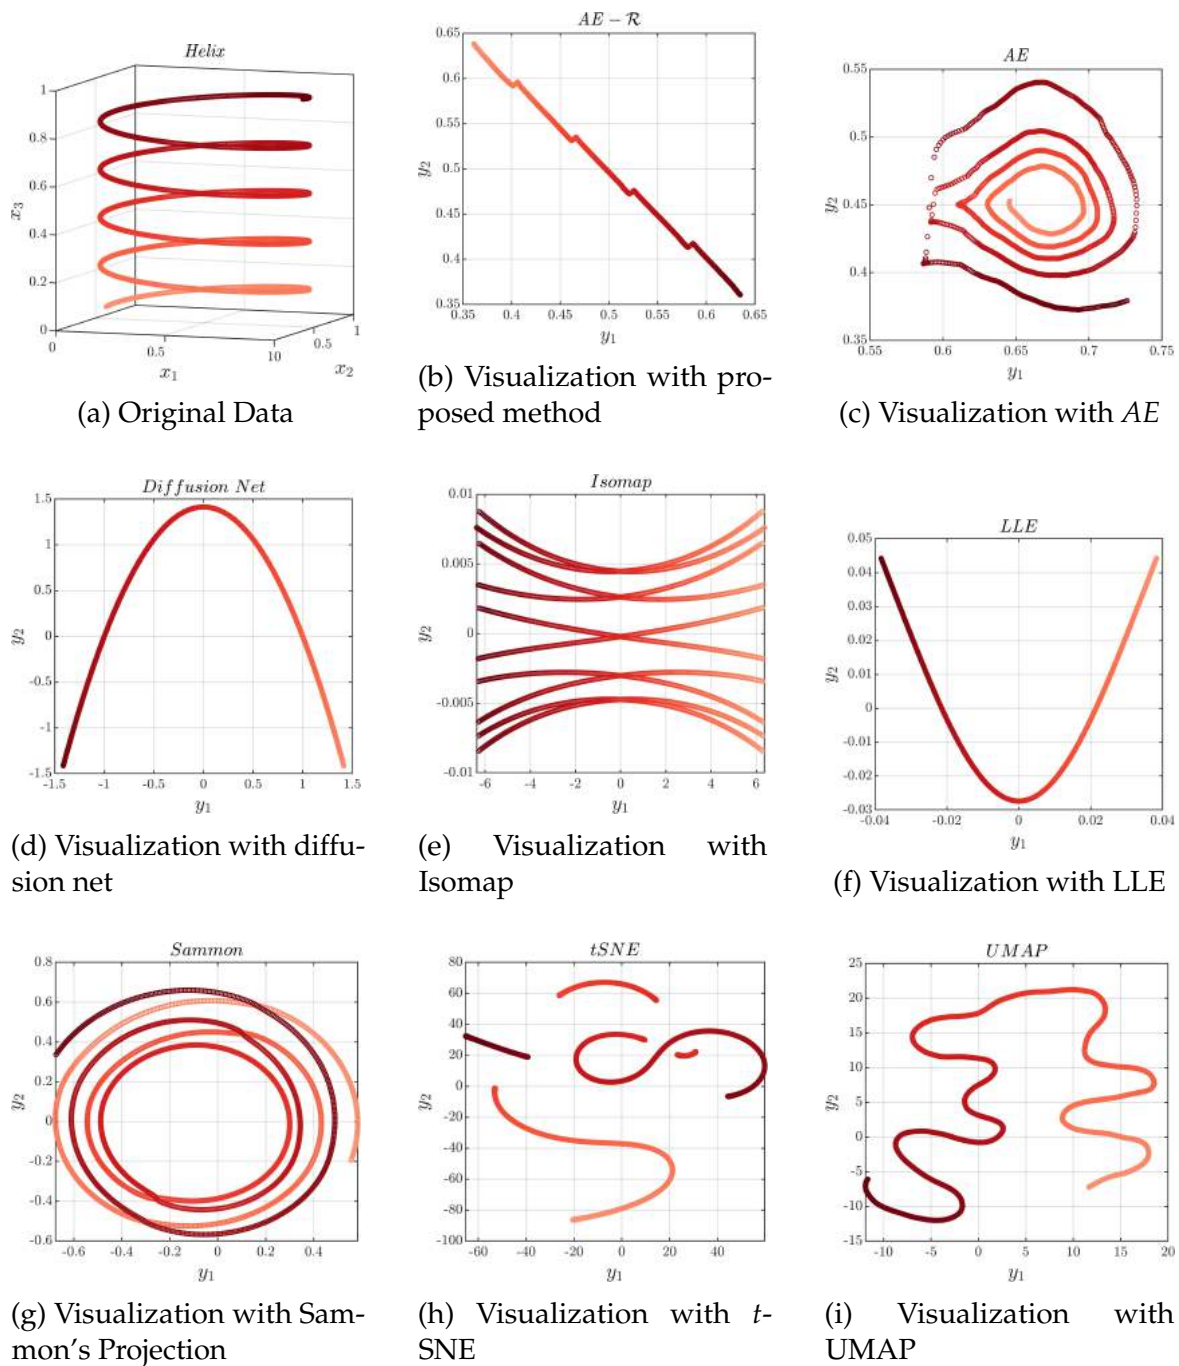 Helix
1
0.8
0.6
0.4
0.2
0
x3
0
0.5
10
0.5
1
x1
x2
(a) Original Data
AE − R
0.65
0.6
0.55
0.5
0.45
0.4
0.35
y2
0.35 0.4 0.45 0.5 0.55 0.6 0.65
y1
(b) Visualization with pro-
posed method
AE
0.55
0.5
0.45
0.4
0.35
y2
0.55 0.6 0.65 0.7 0.75
y1
(c) Visualization with AE
Diffusion Net
1.5
1
0.5
0
-0.5
-1
-1.5
y2
-1.5 -1 -0.5 0 0.5 1 1.5
y1
(d) Visualization with diffu-
sion net
Isomap
0.01
0.005
0
-0.005
-0.01
y2
-6 -4 -2 0 2 4 6
y1
(e) Visualization with
Isomap
LLE
0.05
0.04
0.03
0.02
0.01
0
-0.01
-0.02
-0.03
y2
-0.04 -0.02 0 0.02 0.04
y1
(f) Visualization with LLE
Sammon
0.8
0.6
0.4
0.2
0
-0.2
-0.4
-0.6
y2
-0.6 -0.4 -0.2 0 0.2 0.4
y1
(g) Visualization with Sam-
mon's Projection
tSNE
80
60
40
20
0
-20
-40
-60
-80
-100
y2
-60 -40 -20 0 20 40
y1
(h) Visualization with t-
SNE
UMAP
25
20
15
10
5
0
-5
-10
-15
y2
-10 -5 0 5 10 15 20
y1
(i) Visualization with
UMAP